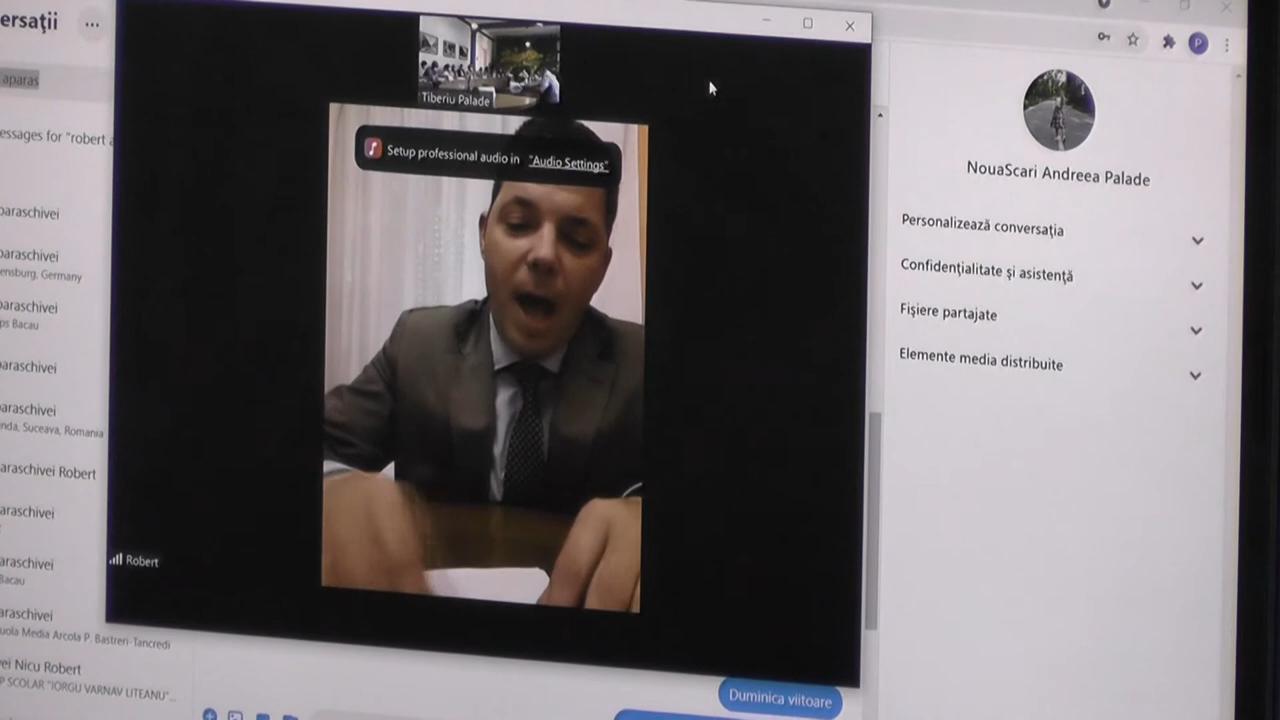 ersații
...
aparas
essages for "robert a
paraschivei
paraschivei
ensburg, Germany
paraschivei
ps Bacau
paraschivei
paraschivei
nda, Suceava, Romania
araschivei Robert
araschivei
araschivei
Bacau
araschivei
uola Media Arcola P. Bastreri-Tancredi
ei Nicu Robert
P SCOLAR "IORGU VARNAV LITEANU"...
Tiberiu Palade
Setup professional audio in "Audio Settings"
Robert
Duminica viitoare
P
NouaScari Andreea Palade
Personalizează conversația
Confidențialitate și asistență
Fișiere partajate
Elemente media distribuite